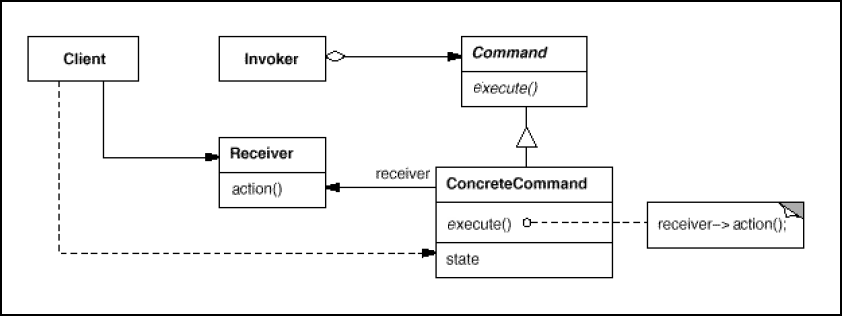 Client
Invoker
Command
execute()
Receiver
action()
receiver
ConcreteCommand
execute()
receiver–> action();
state